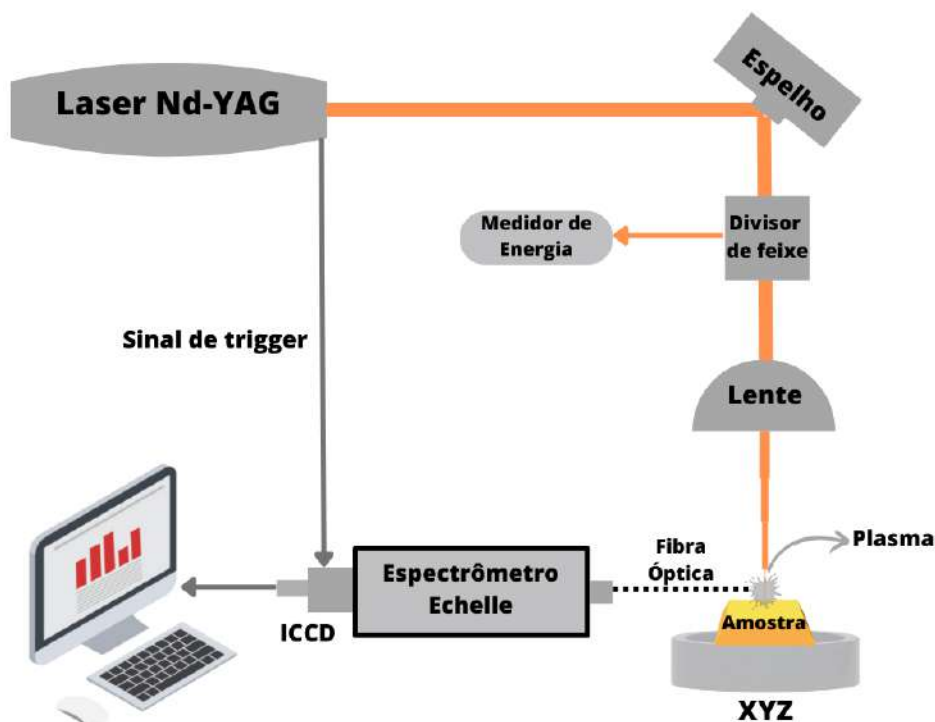 Laser Nd-YAG
Espelho
Medidor de
Energia
Divisor
de feixe
Sinal de trigger
Lente
Fibra
Óptica
Plasma
Espectrômetro
Echelle
ICCD
Amostra
XYZ